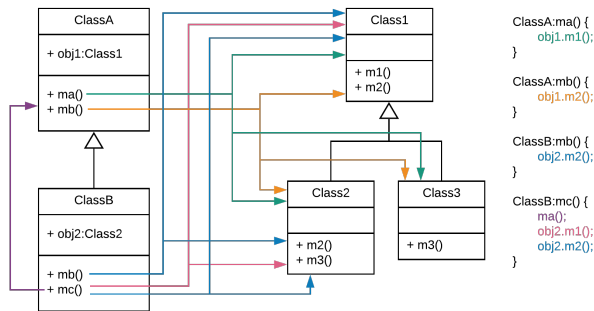 ClassA
+ obj1:Class1
+ ma()
+ mb()
ClassB
+ obj2:Class2
+ mb()
+ mc()
Class1
+ m1()
+ m2()
Class2
+ m2()
+ m3()
Class3
+ m3()
ClassA:ma() {
obj1.m1();
}
ClassA:mb() {
obj1.m2();
}
ClassB:mb() {
obj2.m2();
}
ClassB:mc() {
ma();
obj2.m1();
obj2.m2();
}